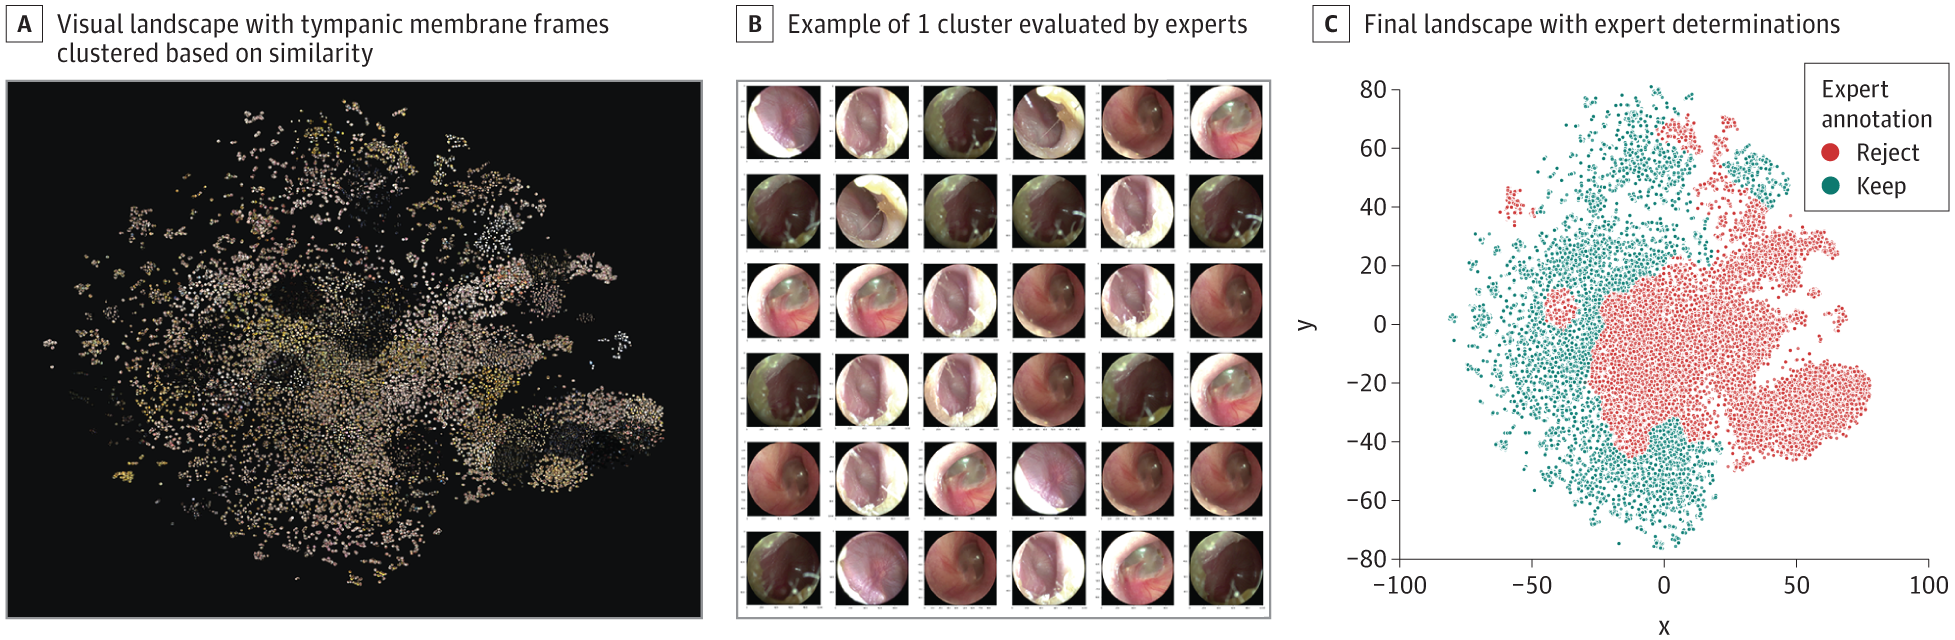 A Visual landscape with tympanic membrane frames
clustered based on similarity
B Example of 1 cluster evaluated by experts
C Final landscape with expert determinations
Expert
annotation
Reject
Keep
80
60
40
20
0
−20
−40
−60
−80
y
−100
−50
0
50
100
x